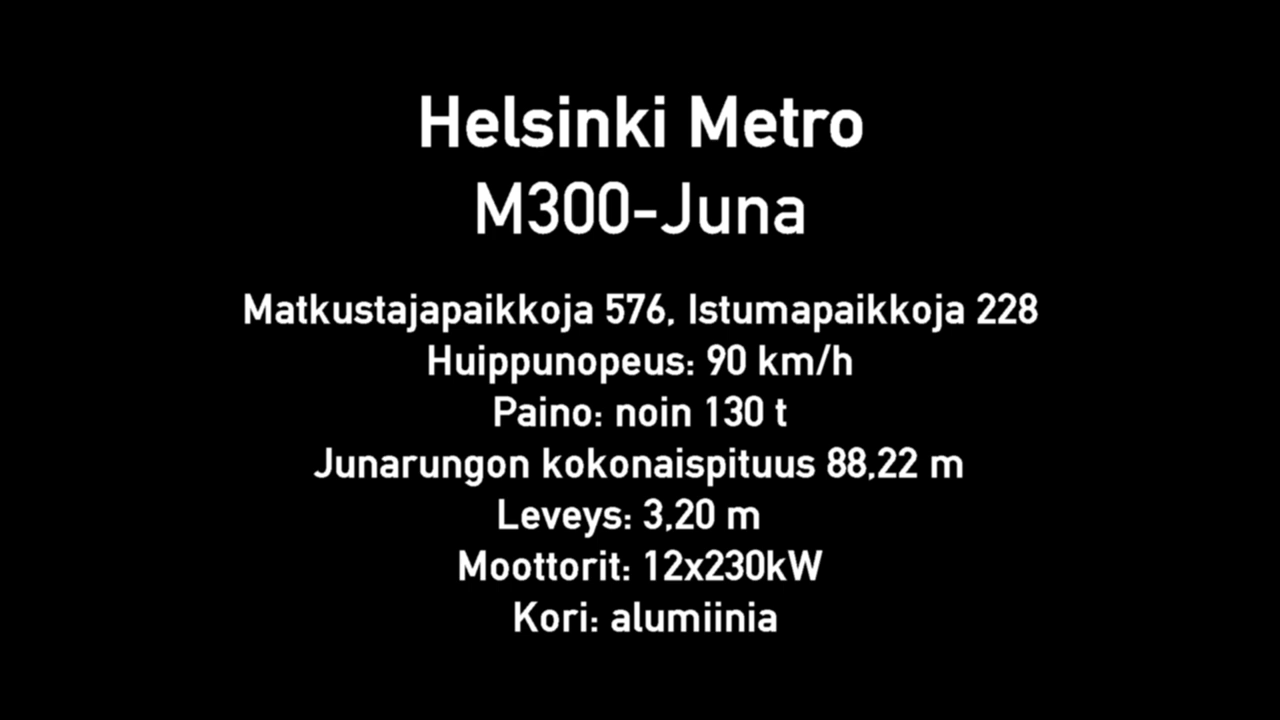 Helsinki Metro
M300-Juna
Matkustajapaikkoja 576, Istumapaikkoja 228
Huippunopeus: 90 km/h
Paino: noin 130 t
Junarungon kokonaispituus 88,22 m
Leveys: 3,20 m
Moottorit: 12x230kW
Kori: alumiinia